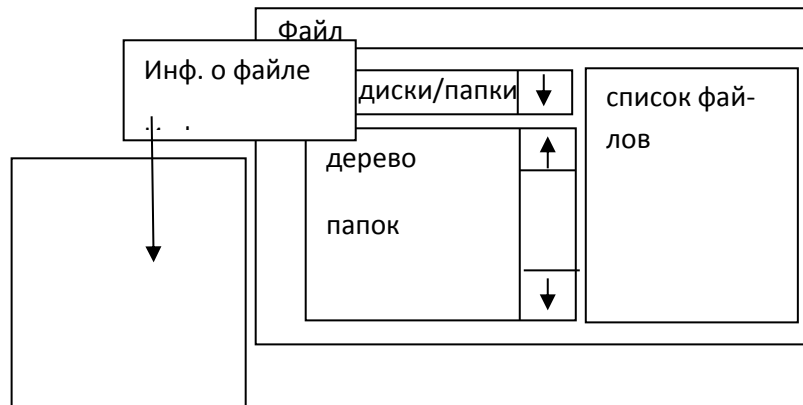 Файл
Инф. о файле
диски/папки
список фай-
лов
дерево
папок